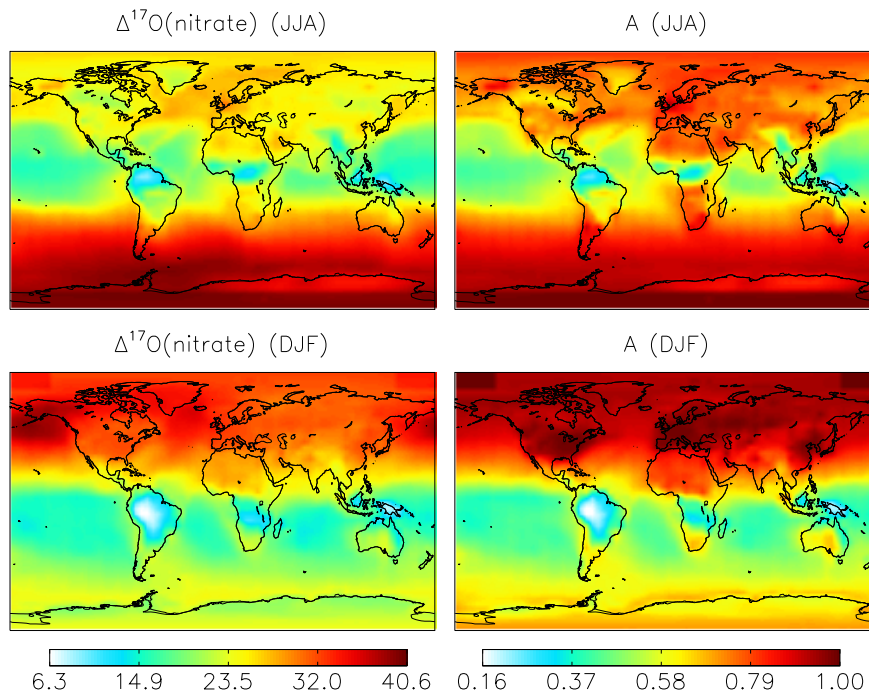 Δ¹⁷O(nitrate) (JJA)
A (JJA)
Δ¹⁷O(nitrate) (DJF)
A (DJF)
6.3 14.9 23.5 32.0 40.6
0.16 0.37 0.58 0.79 1.00